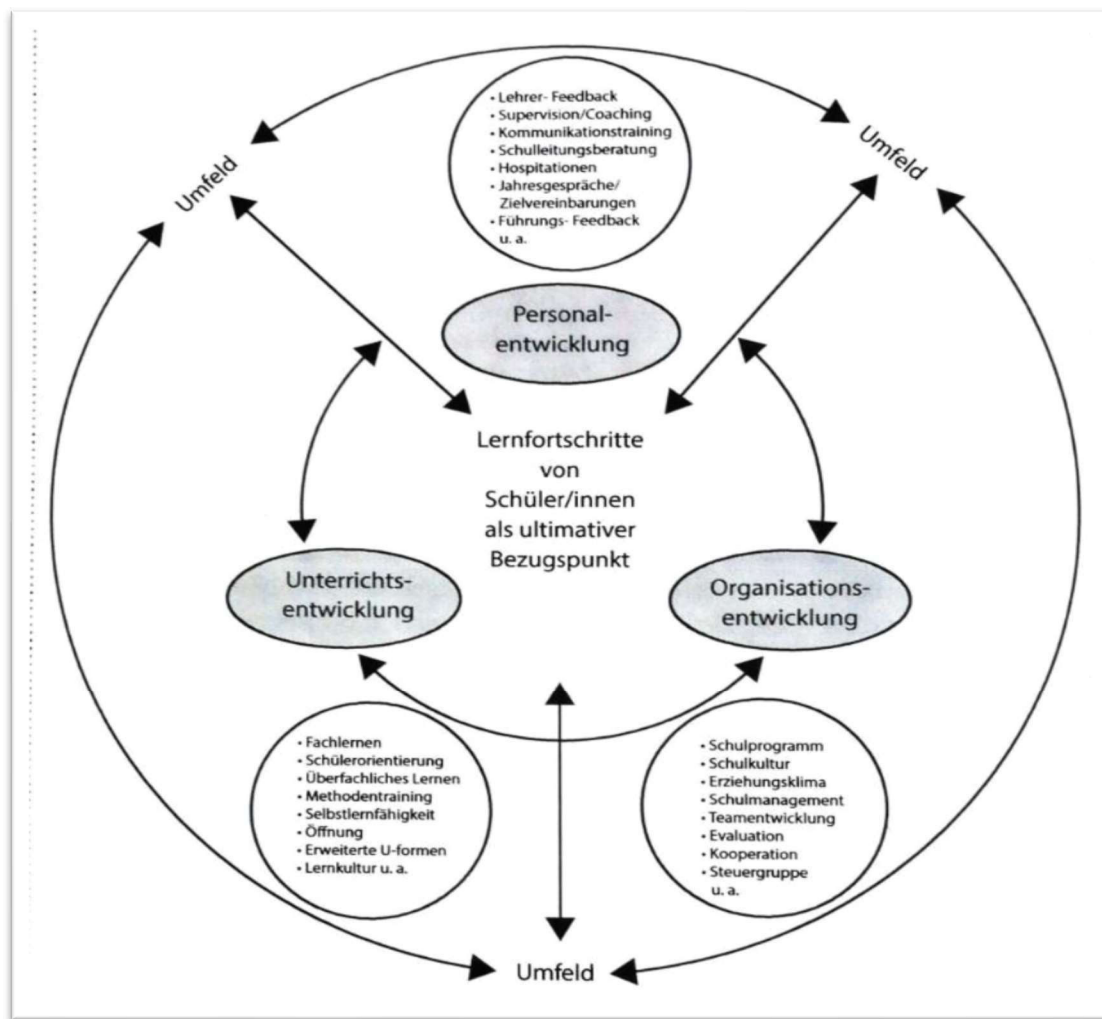 • Lehrer- Feedback
• Supervision/Coaching
• Kommunikationstraining
• Schulleitungsberatung
• Hospitationen
• Jahresgespräche/
Zielvereinbarungen
• Führungs- Feedback
u. a.
Umfeld
Umfeld
Personal-
entwicklung
Lernfortschritte
von
Schüler/innen
als ultimativer
Bezugspunkt
Unterrichts-
entwicklung
Organisations-
entwicklung
• Fachlernen
• Schülerorientierung
• Überfachliches Lernen
• Methodentraining
• Selbstlernfähigkeit
• Öffnung
• Erweiterte U-formen
• Lernkultur u. a.
• Schulprogramm
• Schulkultur
• Erziehungsklima
• Schulmanagement
• Teamentwicklung
• Evaluation
• Kooperation
• Steuergruppe
u. a.
Umfeld